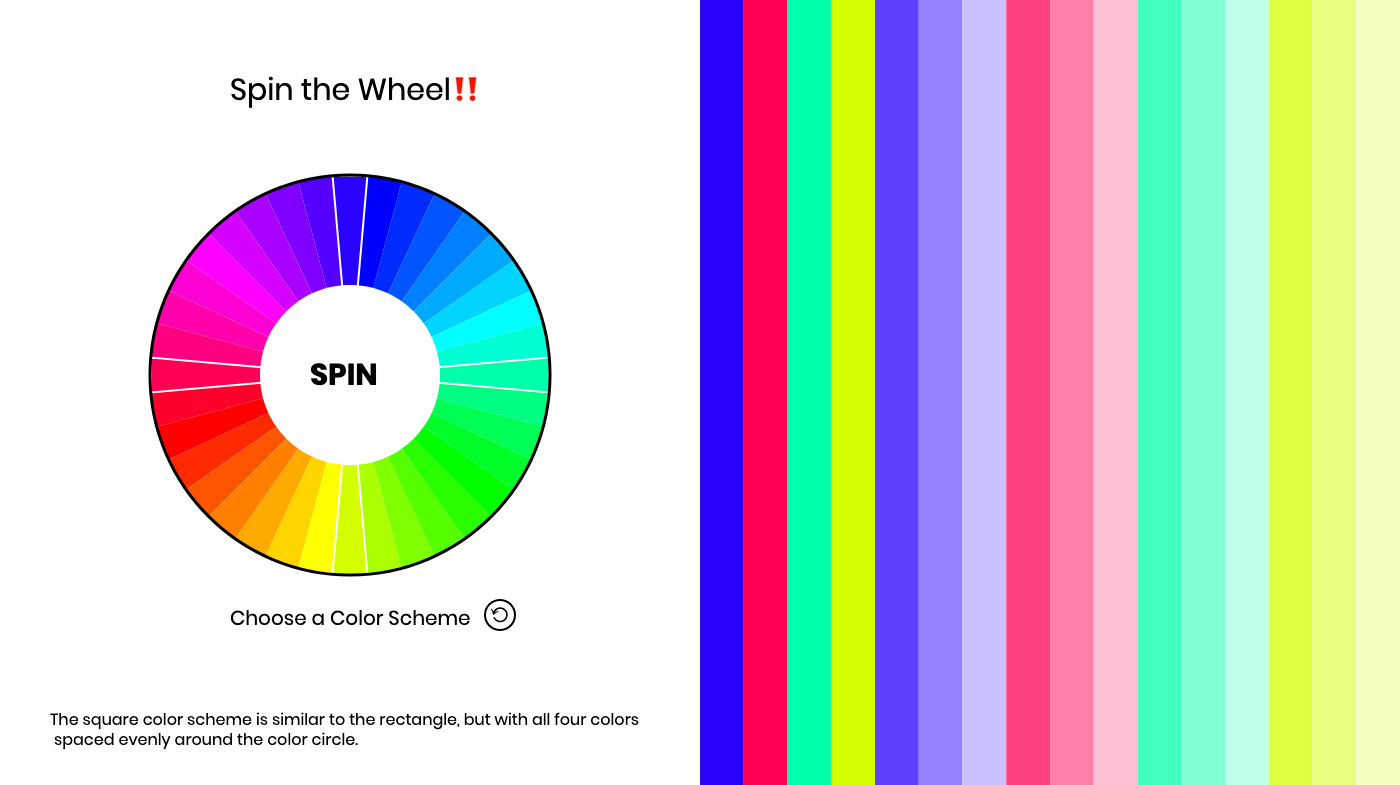 Spin the Wheel‼️
SPIN
Choose a Color Scheme
The square color scheme is similar to the rectangle, but with all four colors
spaced evenly around the color circle.